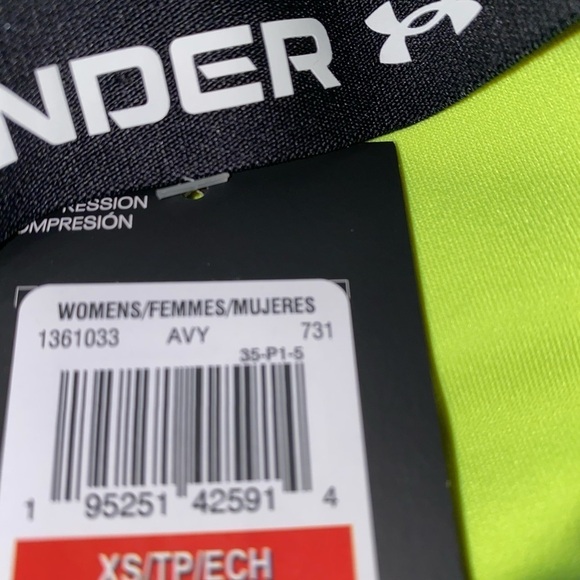 NDER
RESSION
OMPRESIÓN
WOMENS/FEMMES/MUJERES
1361033 AVY 731
35-P1-5
1 95251 42591 4
XS/TP/ECH